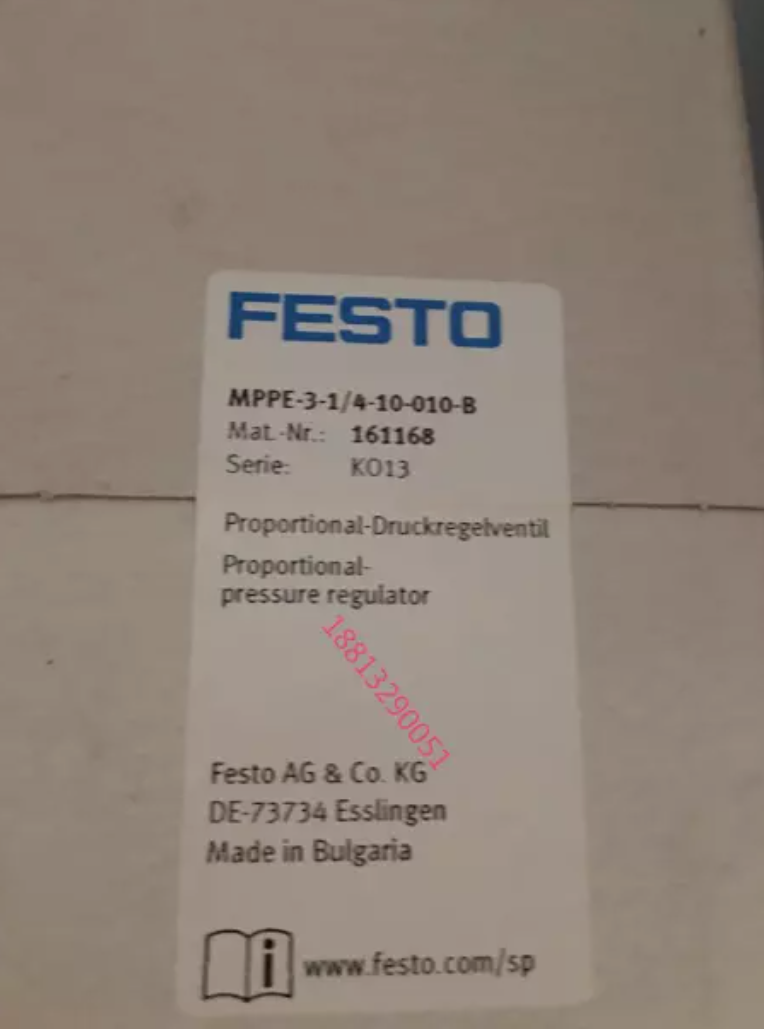 FESTO
MPPE-3-1/4-10-010-B
Mat.-Nr.: 161168
Serie: KO13
Proportional-Druckregelventil
Proportional-
pressure regulator
18813290051
Festo AG & Co. KG
DE-73734 Esslingen
Made in Bulgaria
i www.festo.com/sp